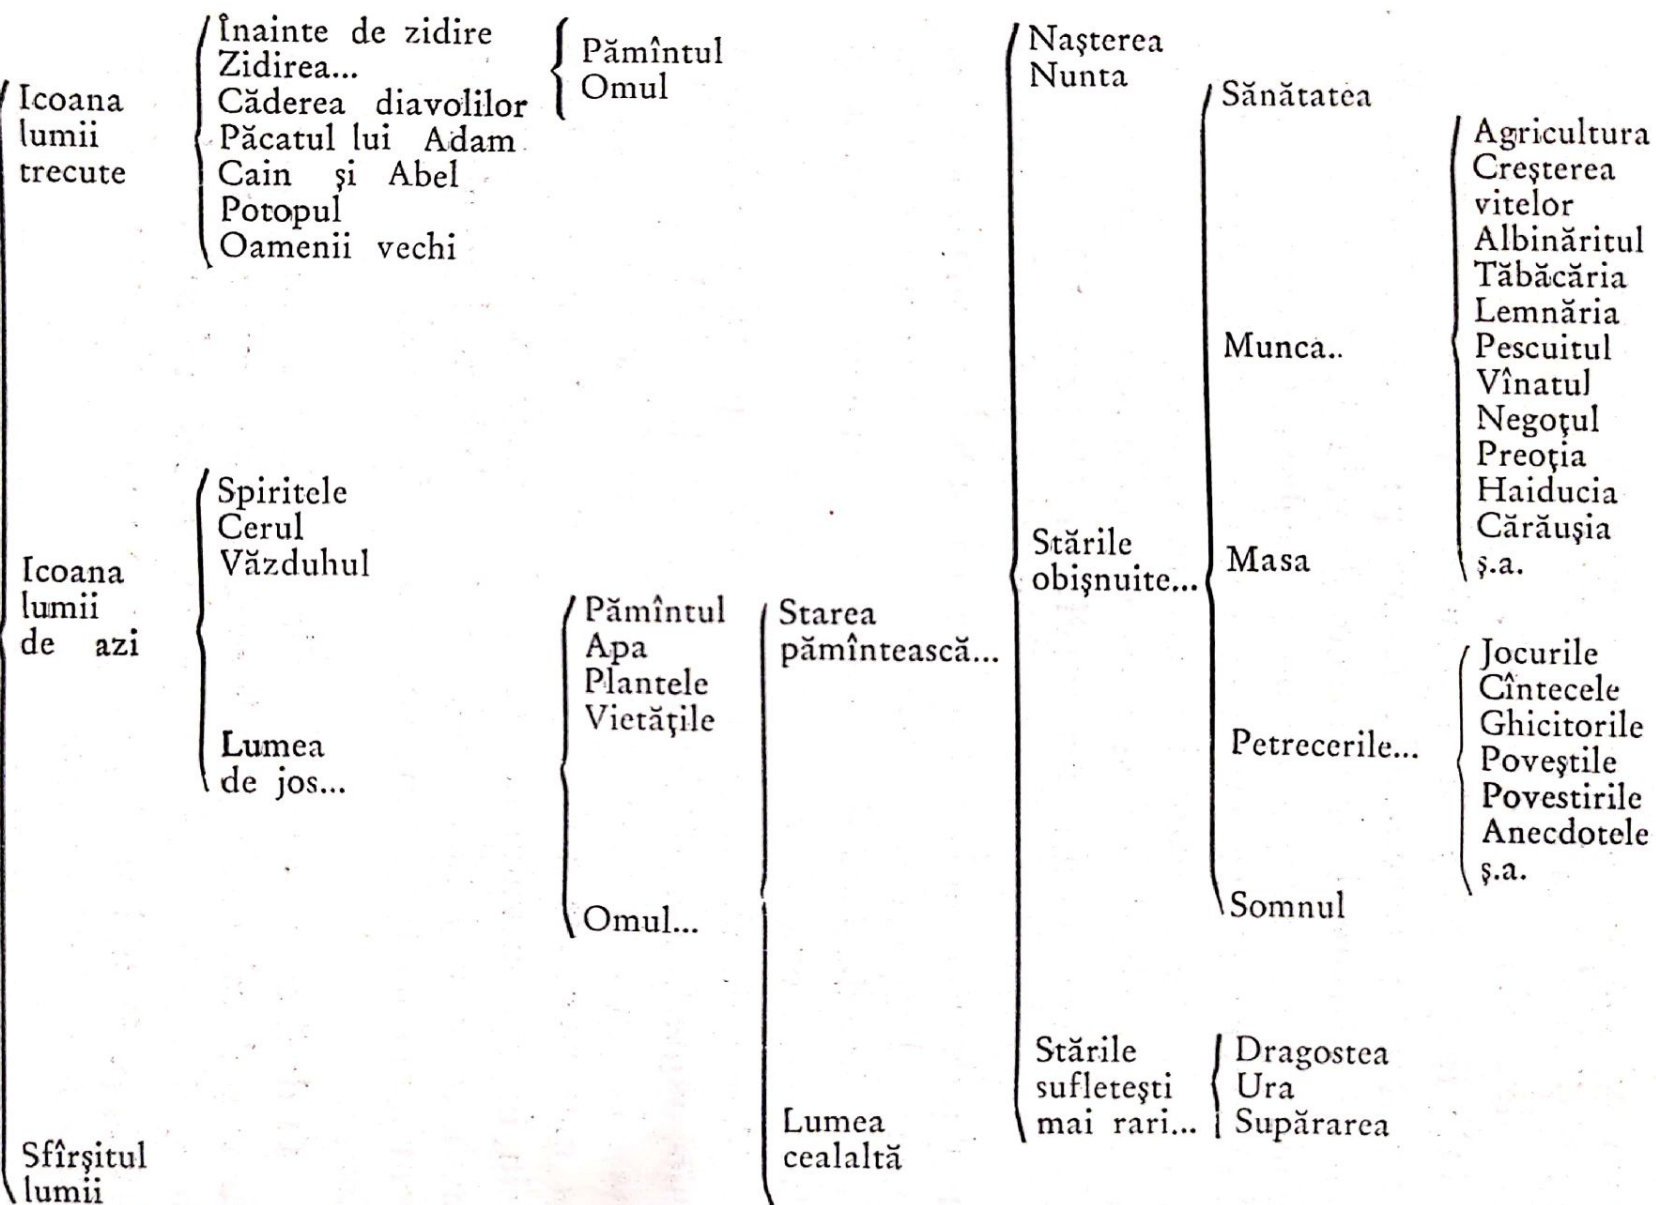 Icoana
lumii
trecute
Înainte de zidire
Zidirea...
Căderea diavolilor
Păcatul lui Adam
Cain și Abel
Potopul
Oamenii vechi
Pămîntul
Omul
Icoana
lumii
de azi
Spiritele
Cerul
Văzduhul
Lumea
de jos...
Pămîntul
Apa
Plantele
Vietățile
Omul...
Starea
pămîntească...
Nașterea
Nunta
Stările
obișnuite...
Sănătatea
Munca..
Agricultura
Creșterea
vitelor
Albinăritul
Tăbăcăria
Lemnăria
Pescuitul
Vînatul
Negoțul
Preoția
Haiducia
Cărăușia
ș.a.
Masa
Petrecerile...
Jocurile
Cîntecele
Ghicitorile
Poveștile
Povestirile
Anecdotele
ș.a.
Somnul
Stările
sufletești
mai rari...
Dragostea
Ura
Supărarea
Lumea
cealaltă
Sfîrșitul
lumii